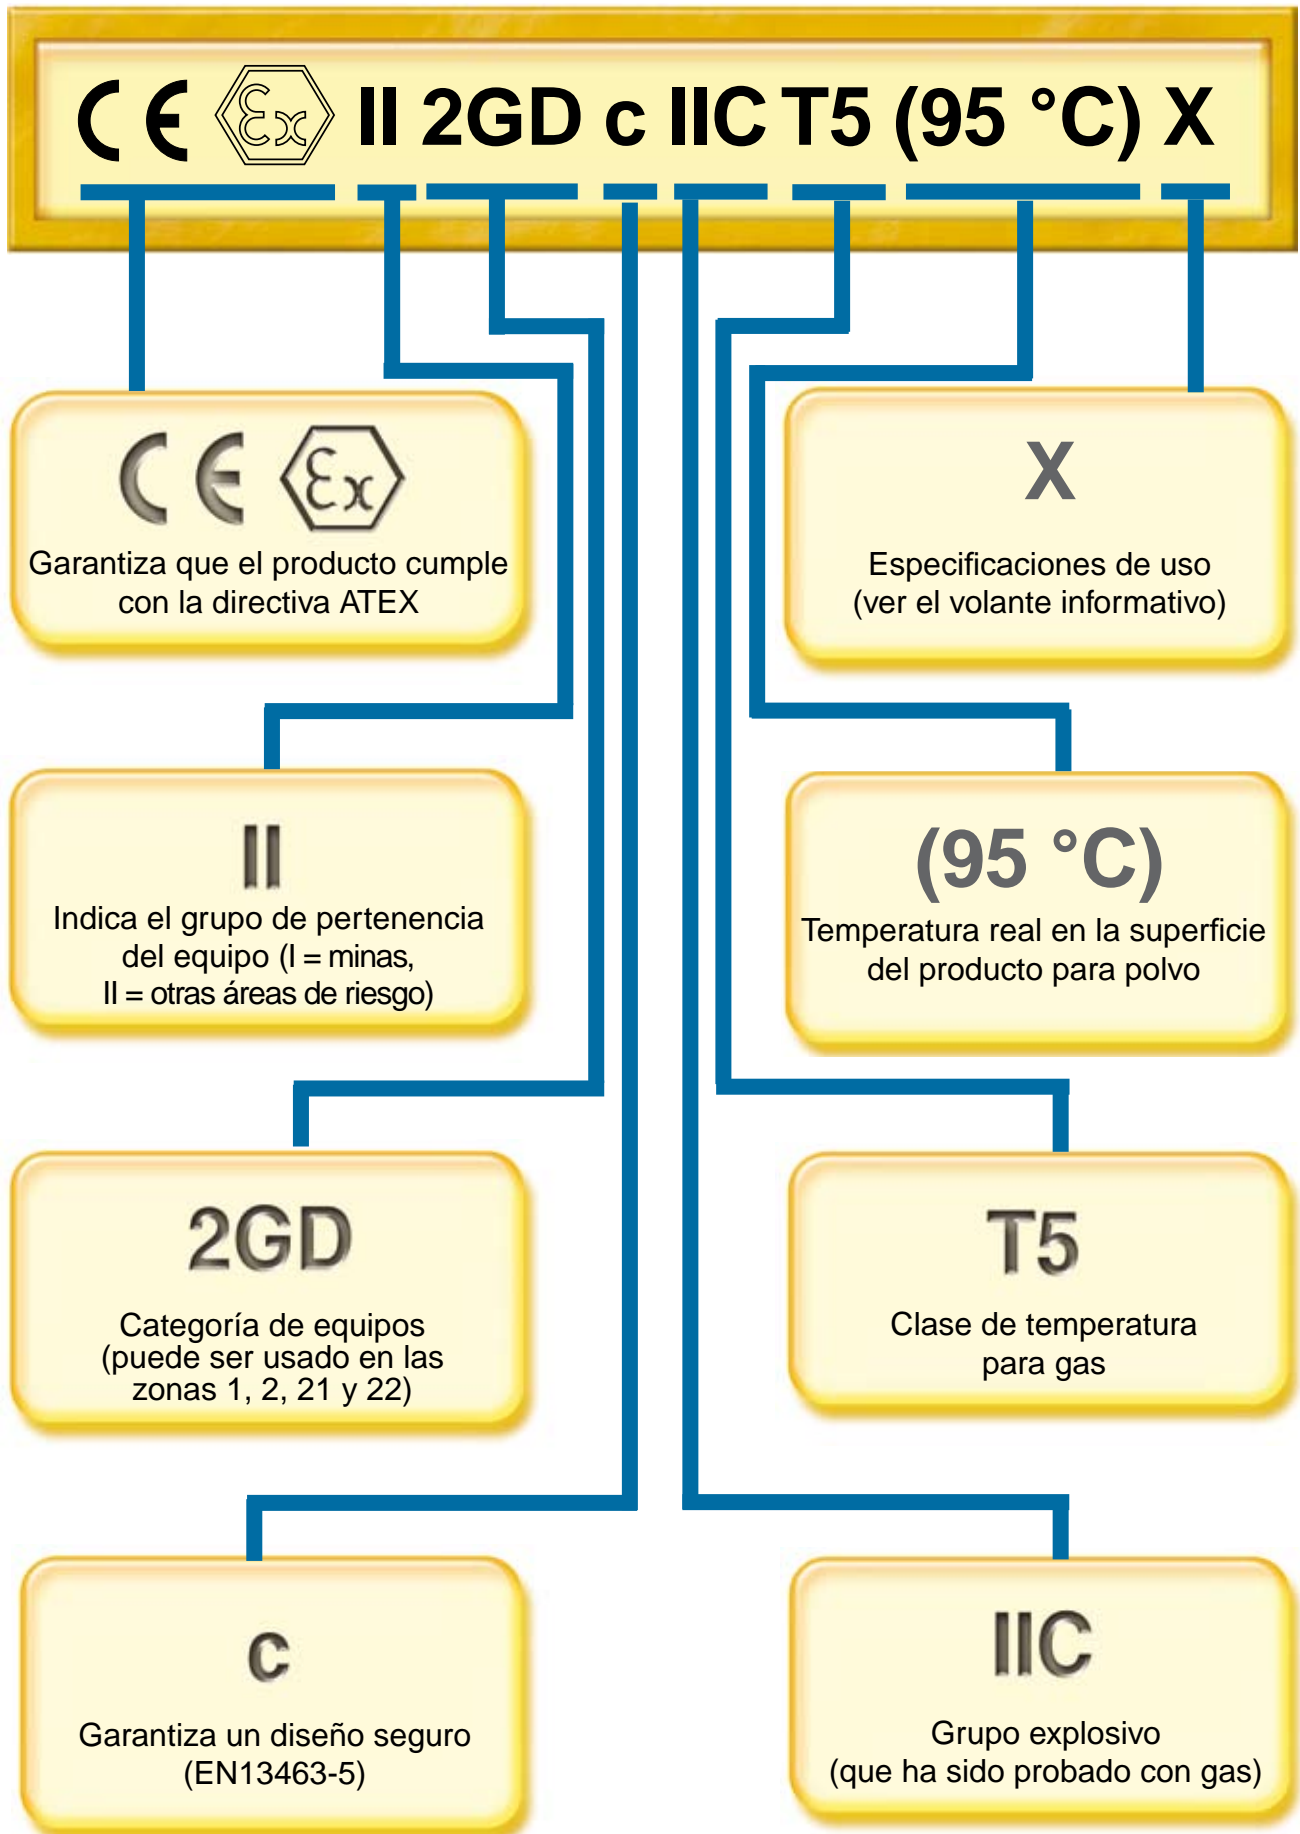 CE Ex II 2GD c IIC T5 (95 °C) X
CE Ex
Garantiza que el producto cumple
con la directiva ATEX
X
Especificaciones de uso
(ver el volante informativo)
II
Indica el grupo de pertenencia
del equipo (I = minas,
II = otras áreas de riesgo)
(95 °C)
Temperatura real en la superficie
del producto para polvo
2GD
Categoría de equipos
(puede ser usado en las
zonas 1, 2, 21 y 22)
T5
Clase de temperatura
para gas
c
Garantiza un diseño seguro
(EN13463-5)
IIC
Grupo explosivo
(que ha sido probado con gas)